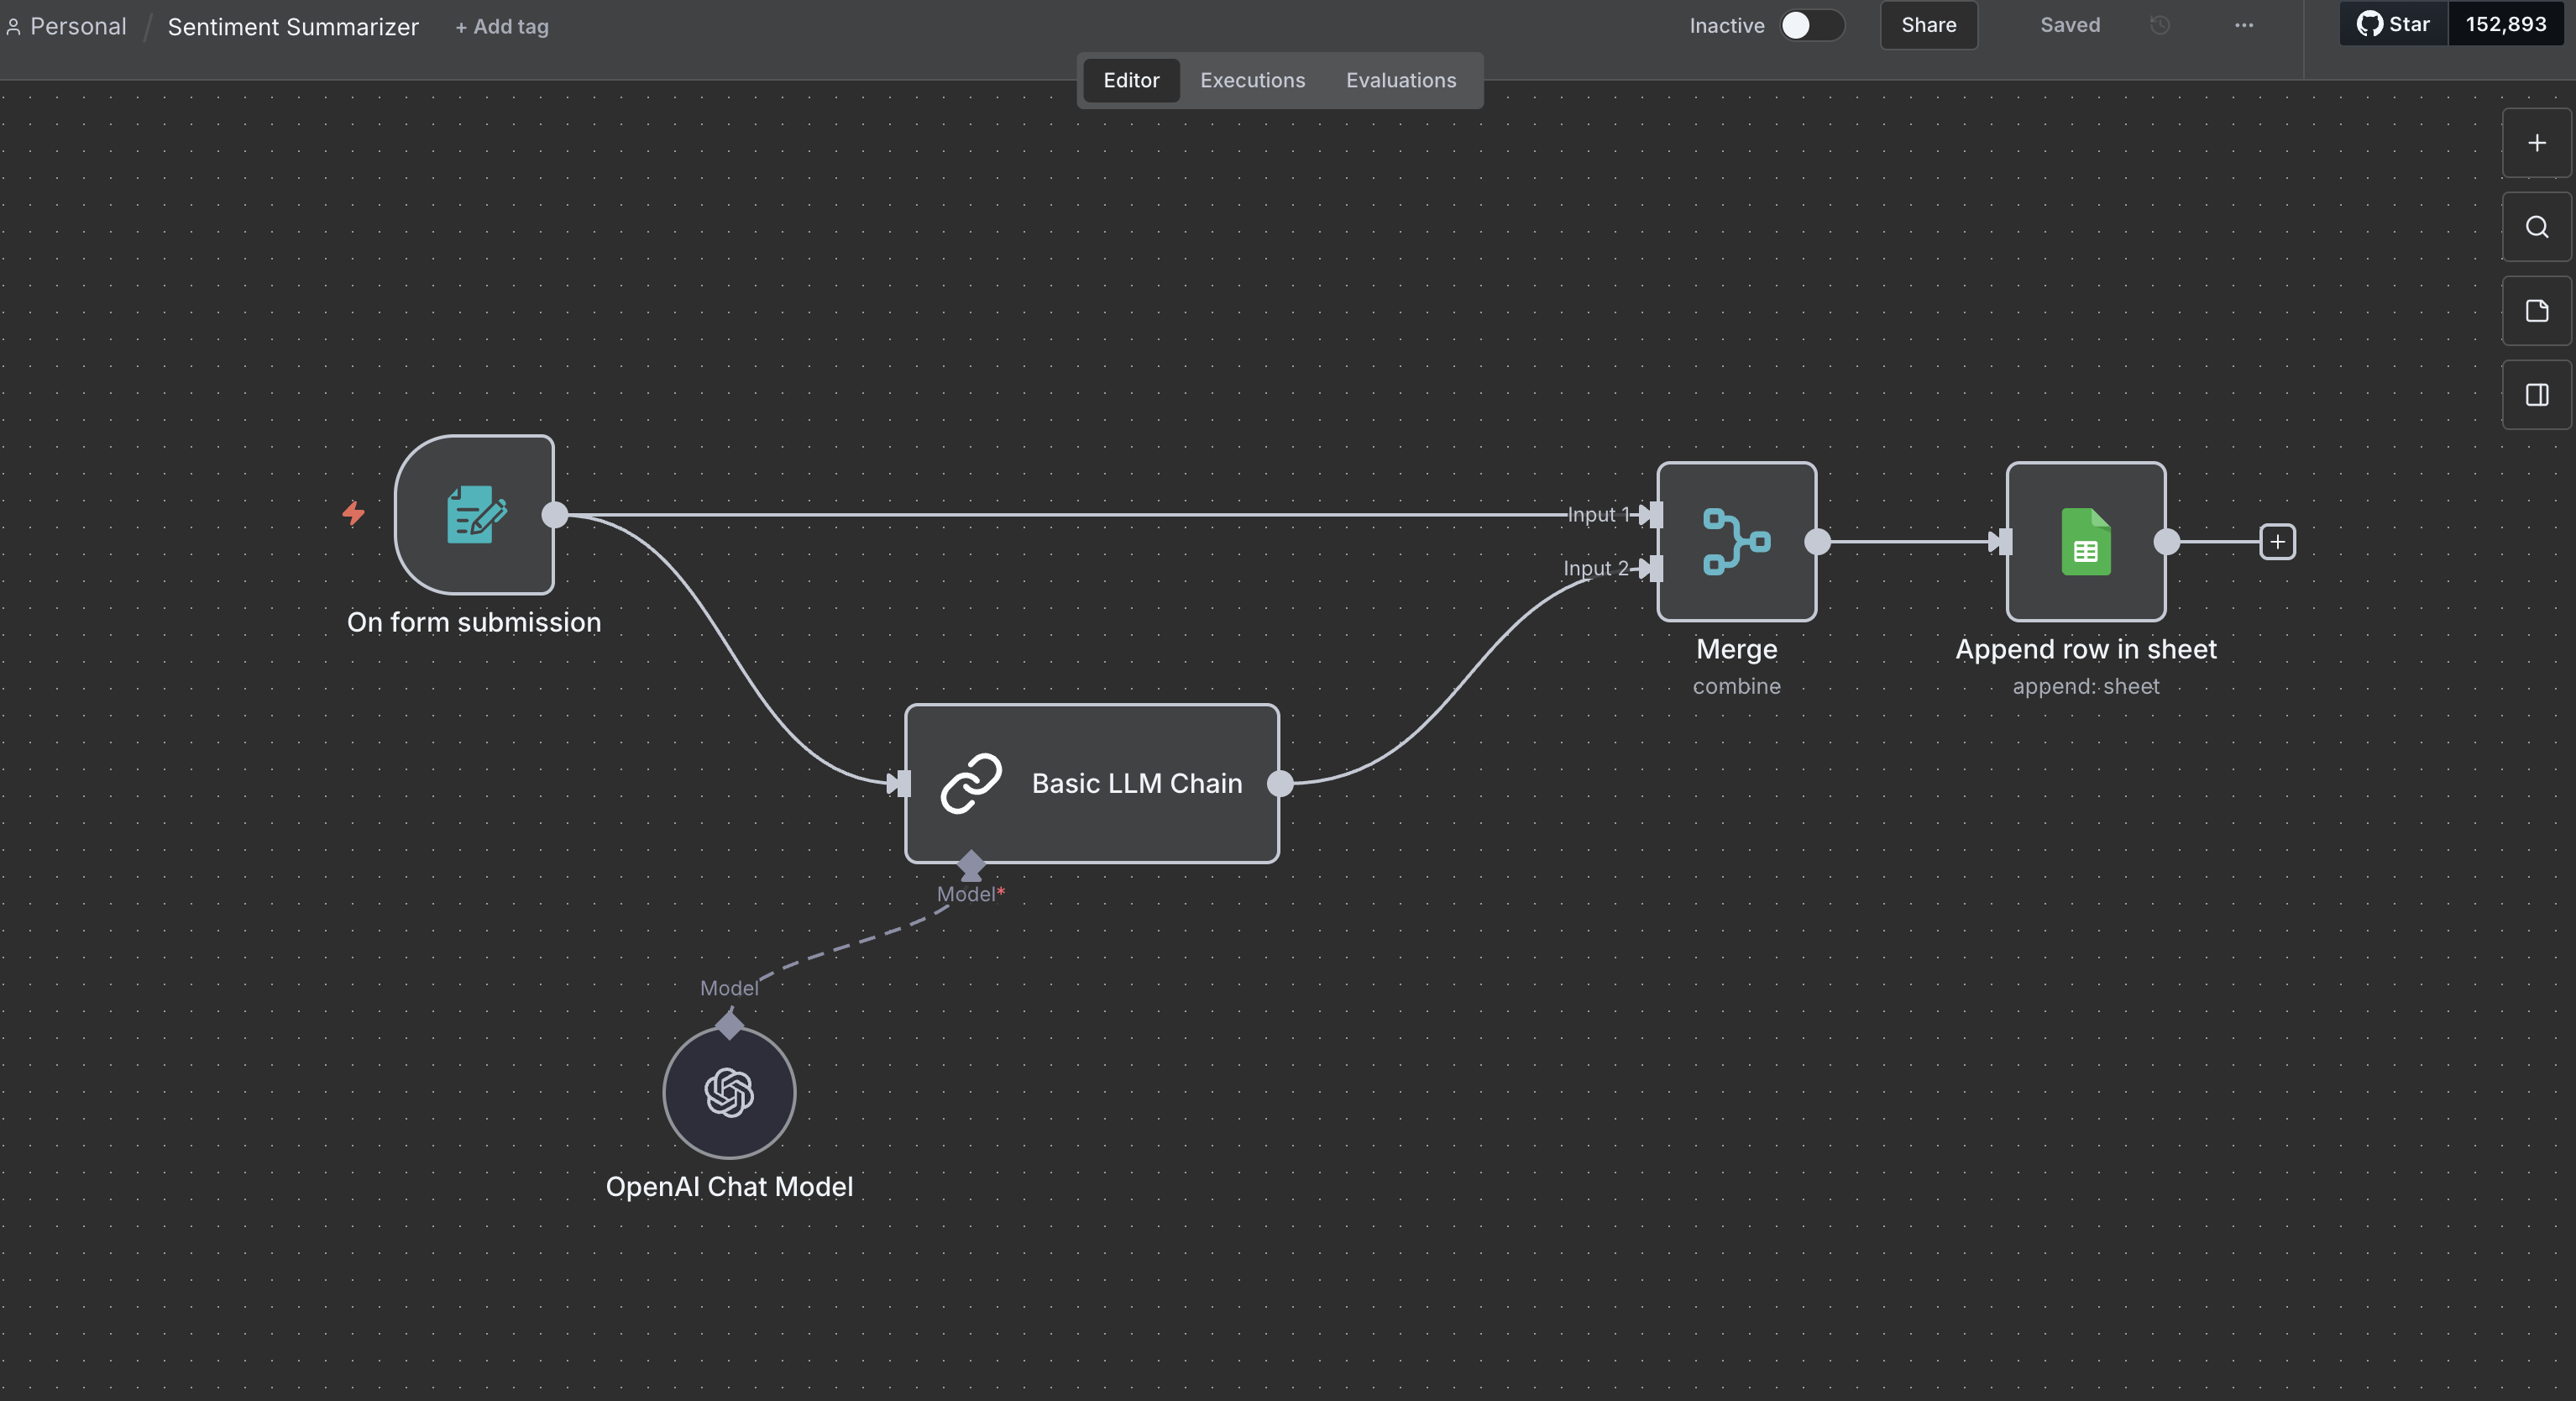 Personal / Sentiment Summarizer + Add tag
Inactive Share Saved ... Star 152,893
Editor Executions Evaluations
Input 1
Input 2
On form submission
Merge
combine
Append row in sheet
append: sheet
Basic LLM Chain
Model*
Model
OpenAI Chat Model